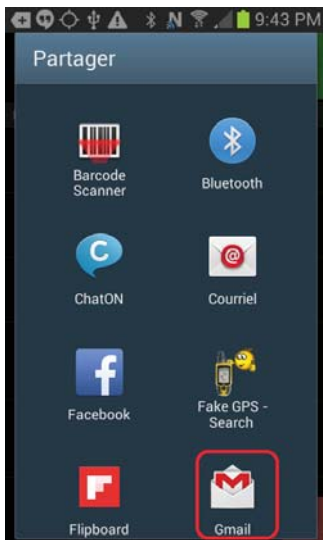 9:43 PM
Partager
Barcode
Scanner
Bluetooth
ChatON
Courriel
Facebook
Fake GPS -
Search
Flipboard
Gmail